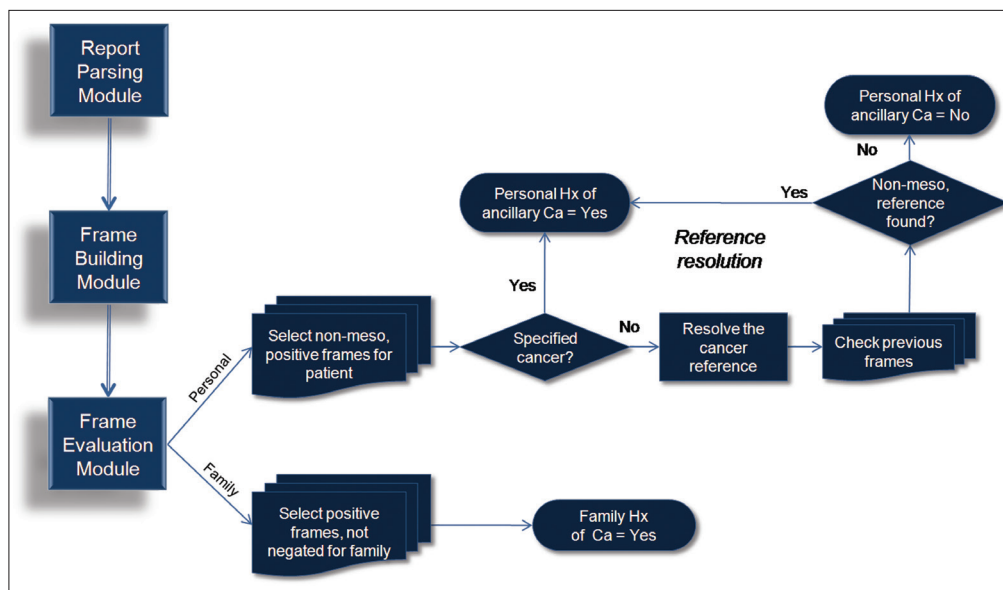 Report
Parsing
Module
Frame
Building
Module
Frame
Evaluation
Module
Personal
Family
Select non-meso,
positive frames for
patient
Specified
cancer?
Yes
No
Personal Hx of
ancillary Ca = Yes
Resolve the
cancer
reference
Check previous
frames
Reference
resolution
Non-meso,
reference
found?
Yes
No
Personal Hx of
ancillary Ca = No
Select positive
frames, not
negated for family
Family Hx
of Ca = Yes